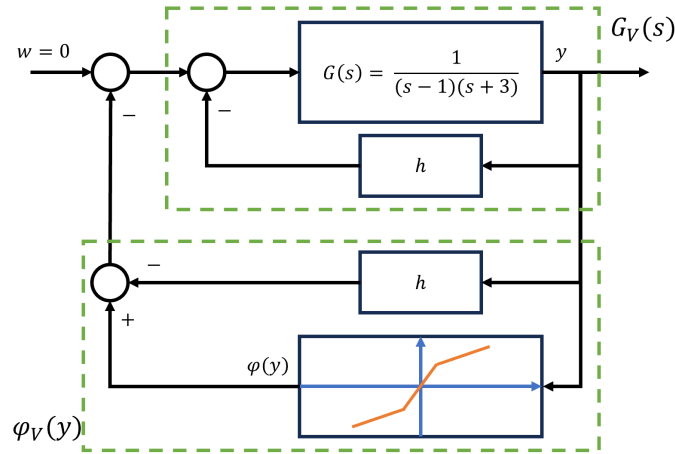 w = 0
−
−
G(s) = 1 / (s − 1)(s + 3)
y
G_V(s)
h
−
+
h
φ(y)
φ_V(y)